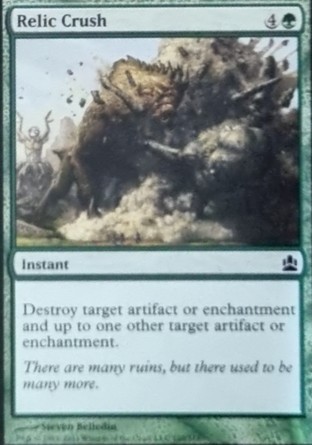 Relic Crush 4
Instant
Destroy target artifact or enchantment
and up to one other target artifact or
enchantment.
There are many ruins, but there used to be
many more.
Steven Belledin